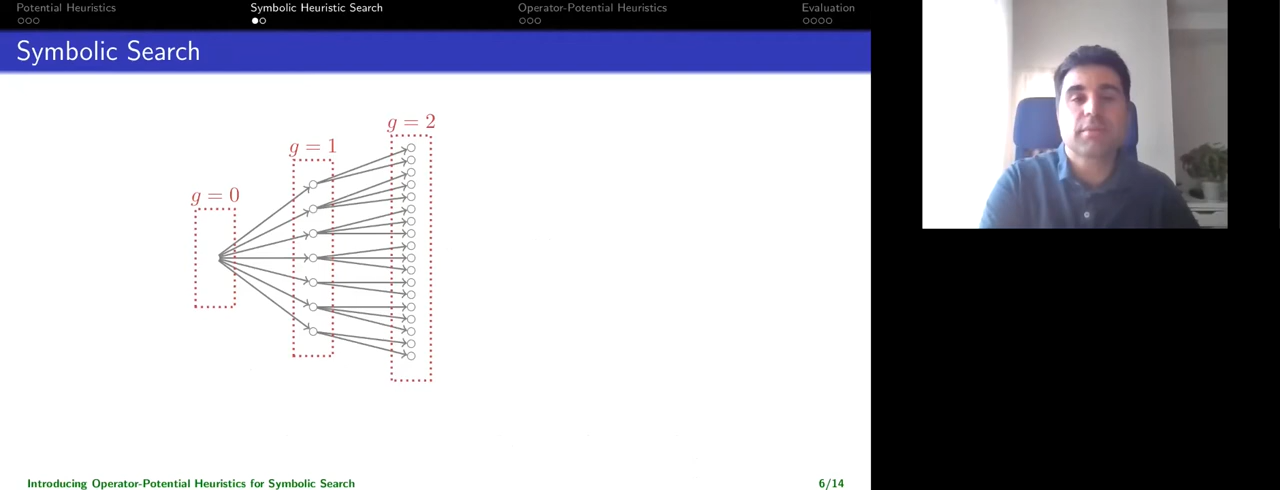 Potential Heuristics
Symbolic Heuristic Search
Operator-Potential Heuristics
Evaluation
Symbolic Search
g = 0
g = 1
g = 2
Introducing Operator-Potential Heuristics for Symbolic Search
6/14